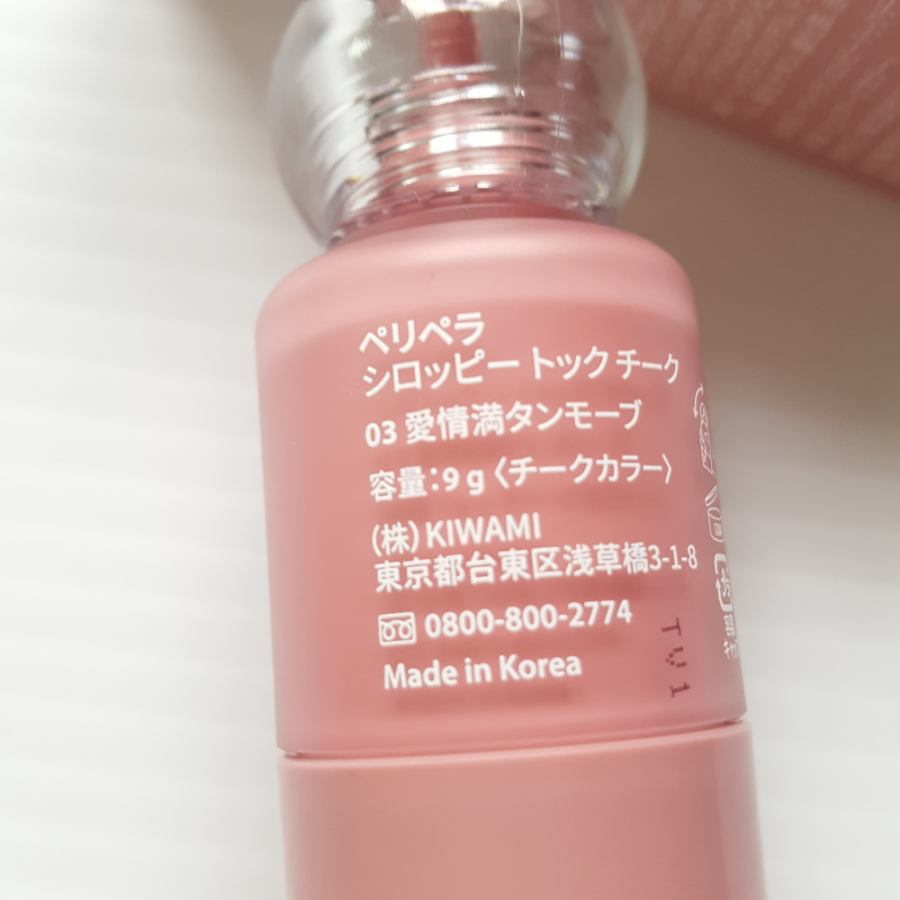 ペリペラ
シロッピー トック チーク
03 愛情満タンモーブ
容量:9 g〈チークカラー〉
(株)KIWAMI
東京都台東区浅草橋3-1-8
0800-800-2774
Made in Korea
TV1